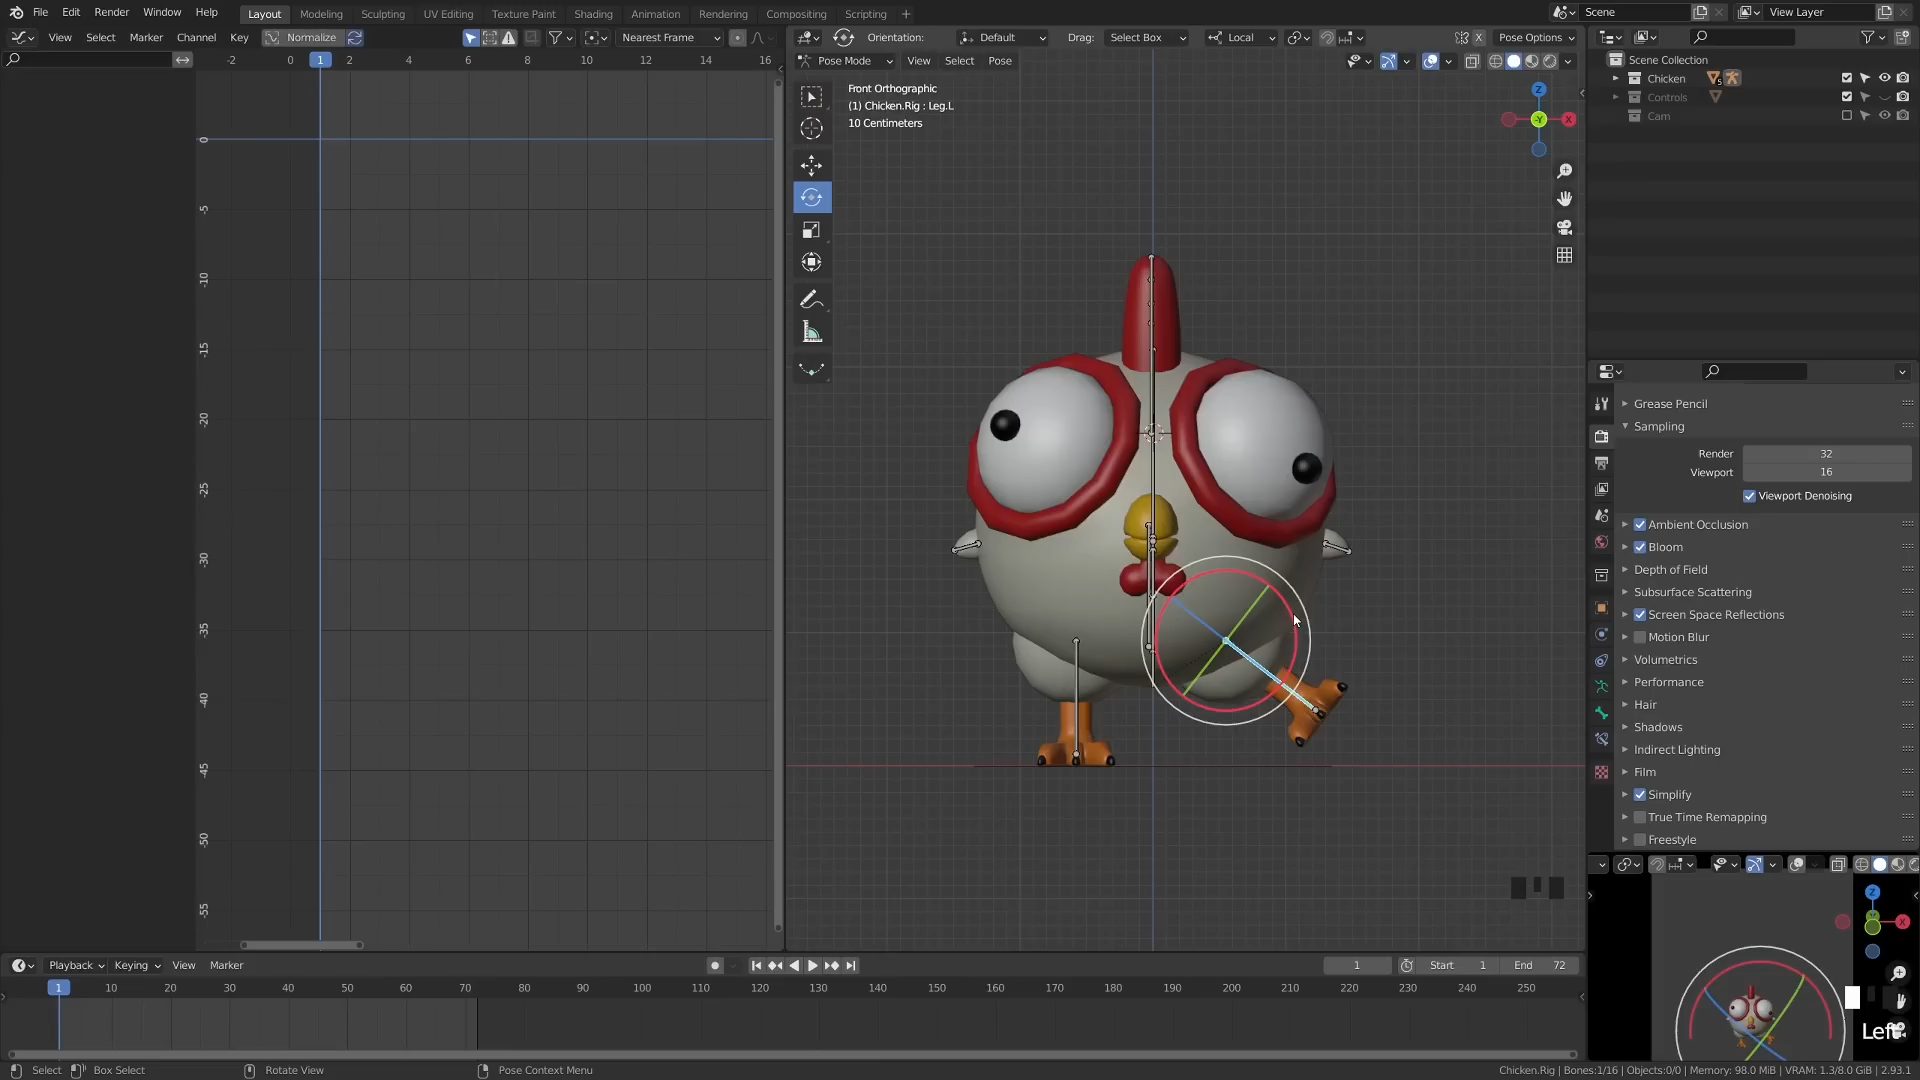 File Edit Render Window Help Layout Modeling Sculpting UV Editing Texture Paint Shading Animation Rendering Compositing Scripting + Scene View Layer
View Select Marker Channel Key Normalize Nearest Frame Orientation: Default Drag: Select Box Local X Pose Options
-2 0 1 2 4 6 8 10 12 14 16
Pose Mode View Select Pose
Front Orthographic
(1) Chicken.Rig : Leg.L
10 Centimeters
Z
-Y
X
0
-5
-10
-15
-20
-25
-30
-35
-40
-45
-50
-55
Scene Collection
Chicken 5
Controls
Cam
Grease Pencil
Sampling
Render 32
Viewport 16
Viewport Denoising
Ambient Occlusion
Bloom
Depth of Field
Subsurface Scattering
Screen Space Reflections
Motion Blur
Volumetrics
Performance
Hair
Shadows
Indirect Lighting
Film
Simplify
True Time Remapping
Freestyle
Z
X
Left
Playback Keying View Marker 1 Start 1 End 72
1 10 20 30 40 50 60 70 80 90 100 110 120 130 140 150 160 170 180 190 200 210 220 230 240 250
Select Box Select Rotate View Pose Context Menu Chicken.Rig | Bones:1/16 | Objects:0/0 | Memory: 98.0 MiB | VRAM: 1.3/8.0 GiB | 2.93.1